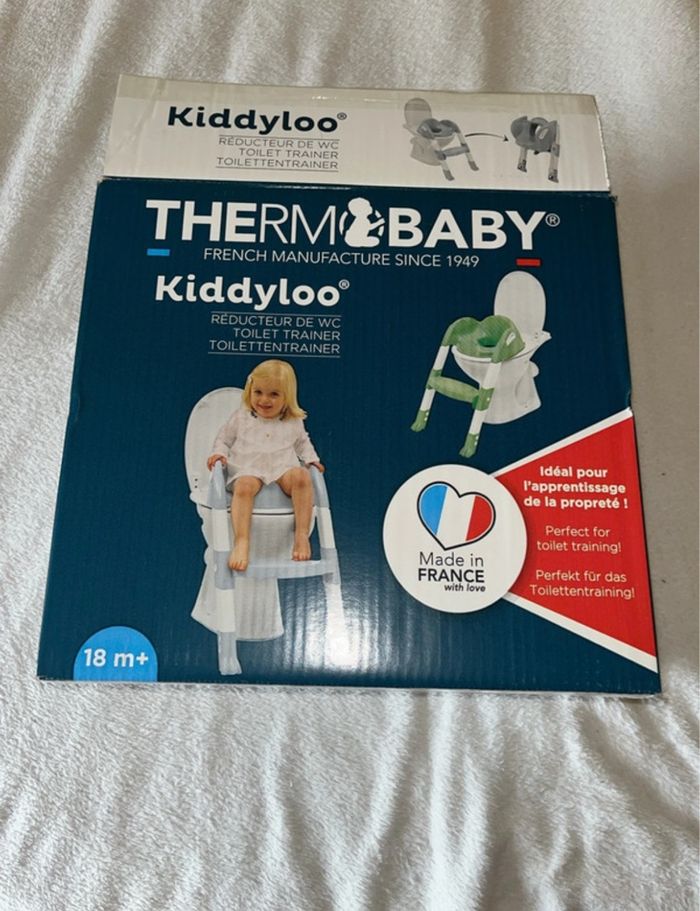 Kiddyloo®
RÉDUCTEUR DE WC
TOILET TRAINER
TOILETTENTRAINER
THERMOBABY®
FRENCH MANUFACTURE SINCE 1949
Kiddyloo®
RÉDUCTEUR DE WC
TOILET TRAINER
TOILETTENTRAINER
Idéal pour
l'apprentissage
de la propreté !
Perfect for
toilet training!
Perfekt für das
Toilettentraining!
Made in
FRANCE
with love
18 m+